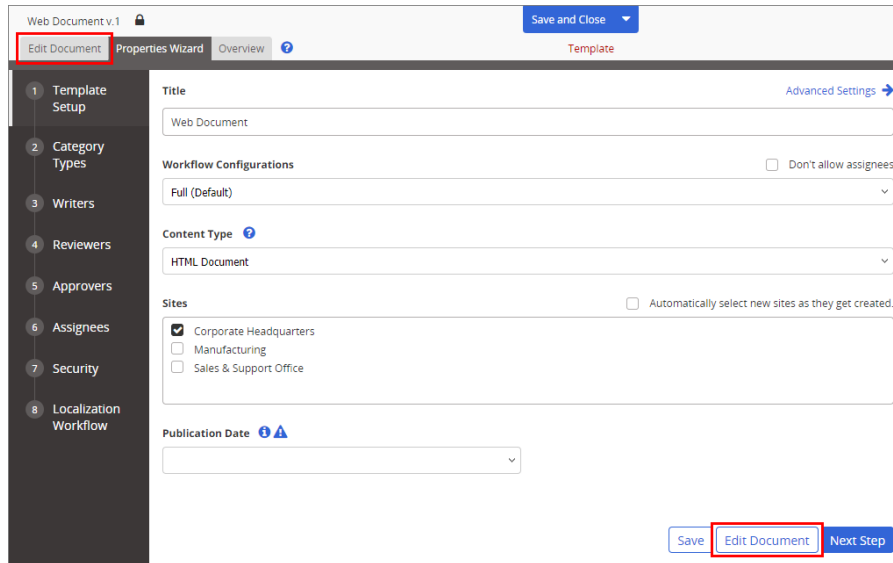 Web Document v.1
Save and Close
Edit Document Properties Wizard Overview ?
Template
1 Template Setup
2 Category Types
3 Writers
4 Reviewers
5 Approvers
6 Assignees
7 Security
8 Localization Workflow
Title
Advanced Settings
Web Document
Workflow Configurations
Don't allow assignees
Full (Default)
Content Type ?
HTML Document
Sites
Automatically select new sites as they get created.
Corporate Headquarters
Manufacturing
Sales & Support Office
Publication Date
Save Edit Document Next Step